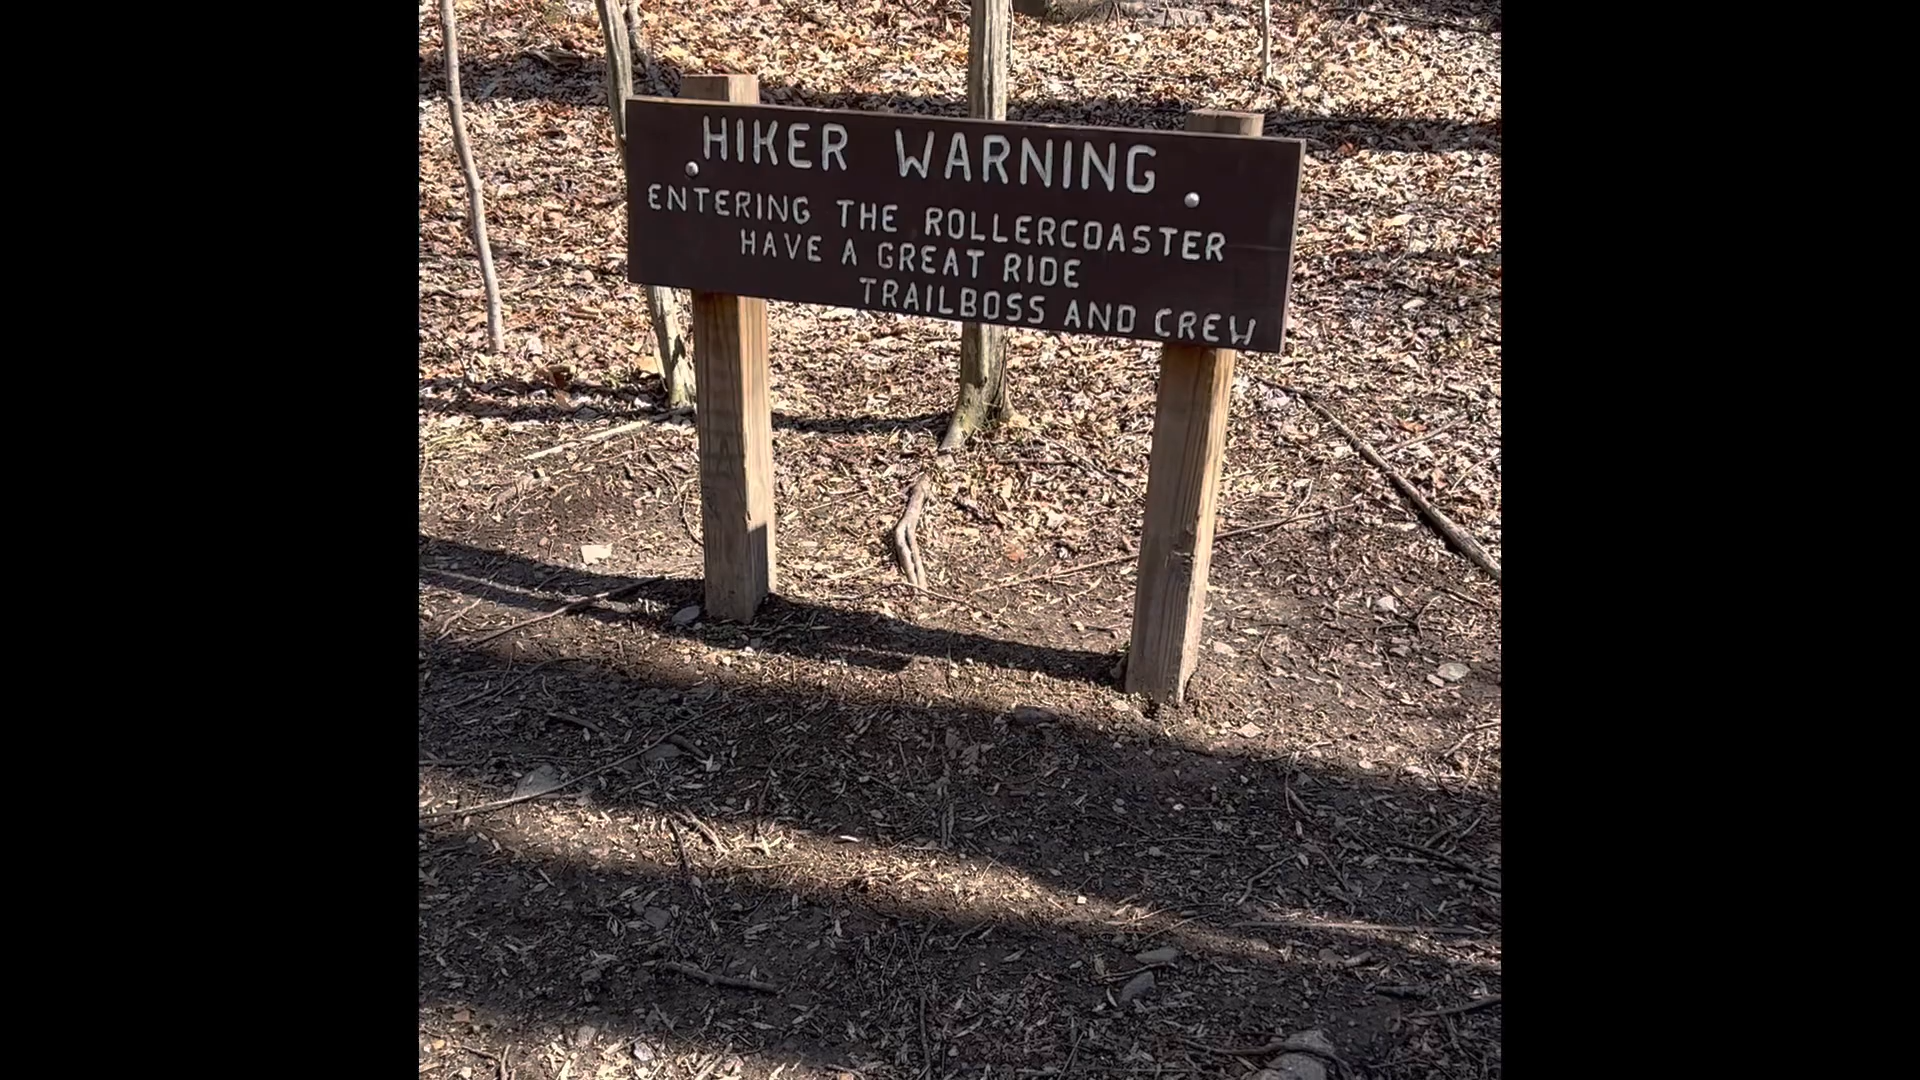 HIKER WARNING
ENTERING THE ROLLERCOASTER
HAVE A GREAT RIDE
TRAILBOSS AND CREW